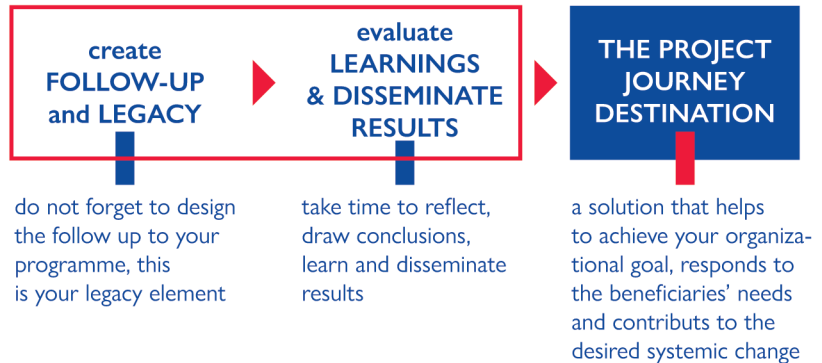 create
FOLLOW-UP
and LEGACY
evaluate
LEARNINGS
& DISSEMINATE
RESULTS
THE PROJECT
JOURNEY
DESTINATION
do not forget to design
the follow up to your
programme, this
is your legacy element
take time to reflect,
draw conclusions,
learn and disseminate
results
a solution that helps
to achieve your organiza-
tional goal, responds to
the beneficiaries’ needs
and contributs to the
desired systemic change